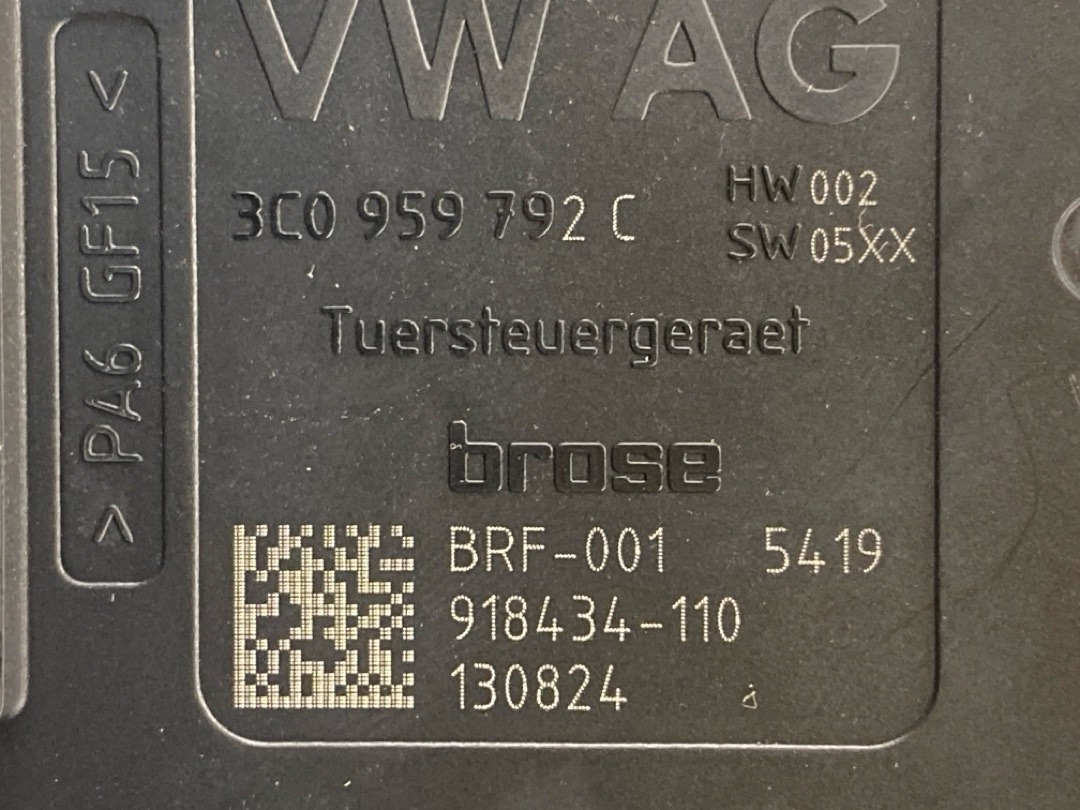 VW AG
3C0 959 792 C
HW 002
SW 05XX
Tuersteuergeraet
brose
BRF-001 5419
918434-110
130824
> PA6 GF15 <